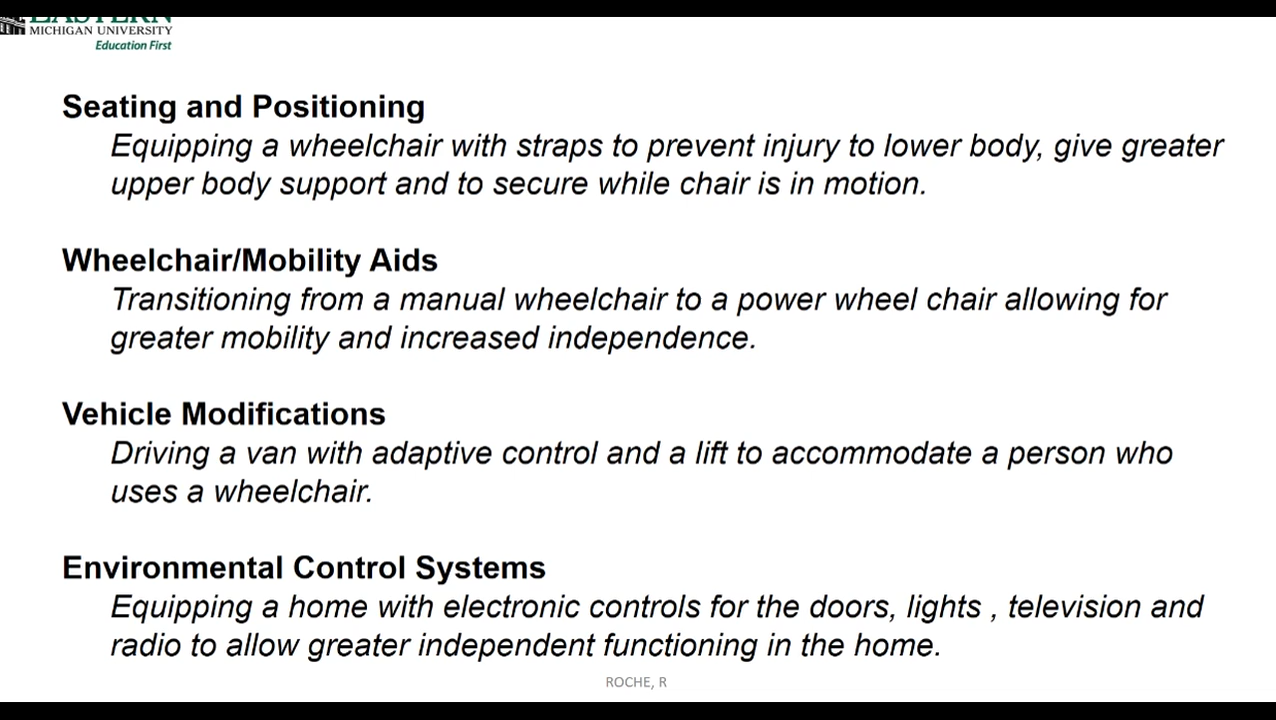 EASTERN
MICHIGAN UNIVERSITY
Education First
Seating and Positioning
Equipping a wheelchair with straps to prevent injury to lower body, give greater
upper body support and to secure while chair is in motion.
Wheelchair/Mobility Aids
Transitioning from a manual wheelchair to a power wheel chair allowing for
greater mobility and increased independence.
Vehicle Modifications
Driving a van with adaptive control and a lift to accommodate a person who
uses a wheelchair.
Environmental Control Systems
Equipping a home with electronic controls for the doors, lights , television and
radio to allow greater independent functioning in the home.
ROCHE, R